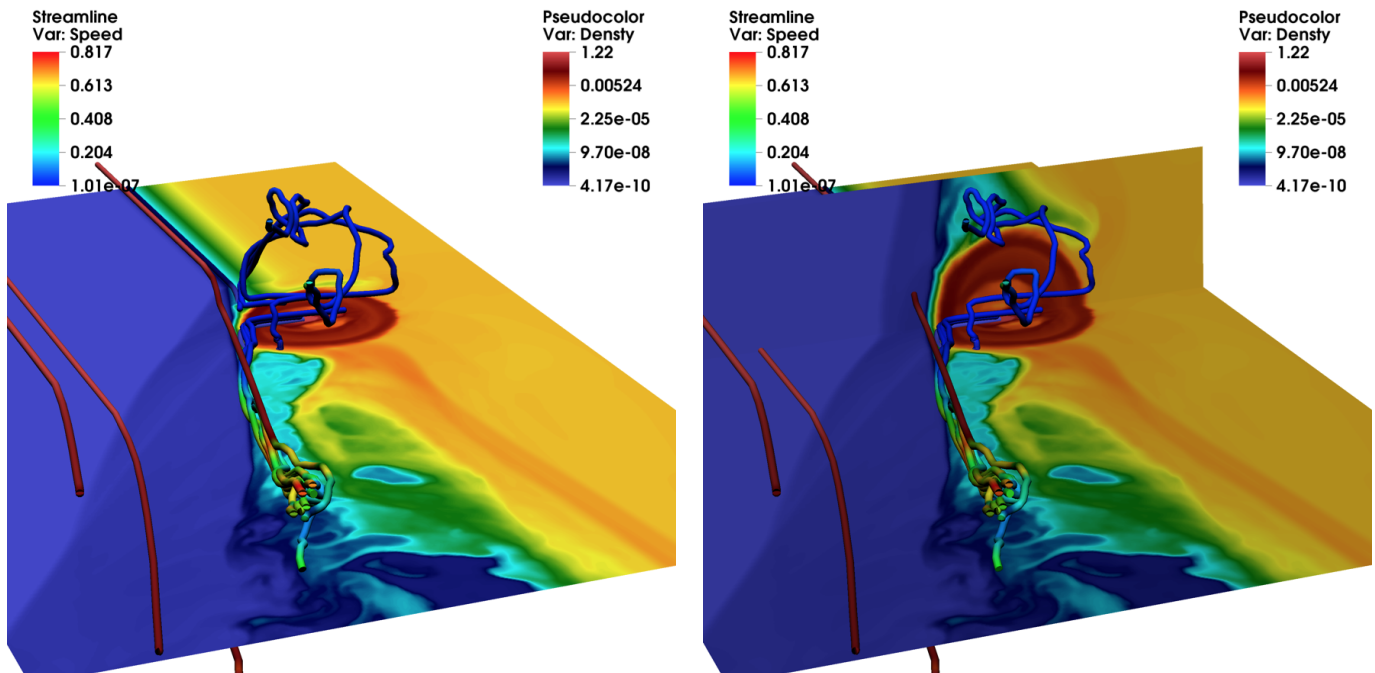 Streamline
Var: Speed
0.817
0.613
0.408
0.204
1.01e-07
Pseudocolor
Var: Densty
1.22
0.00524
2.25e-05
9.70e-08
4.17e-10
Streamline
Var: Speed
0.817
0.613
0.408
0.204
1.01e-07
Pseudocolor
Var: Densty
1.22
0.00524
2.25e-05
9.70e-08
4.17e-10